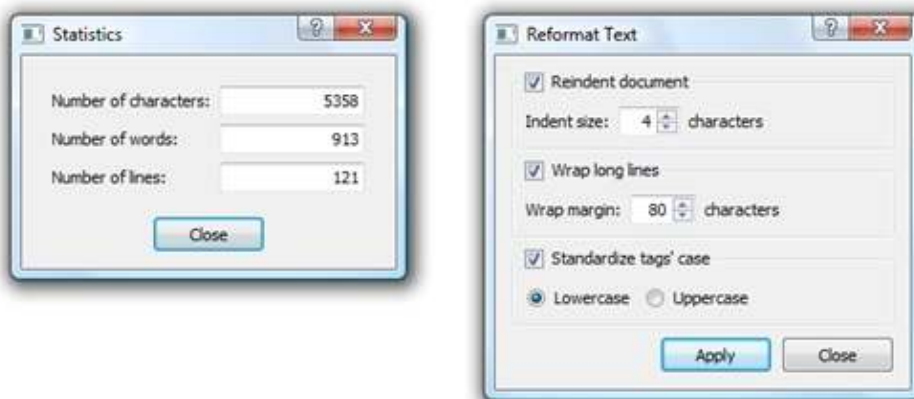 Statistics
Number of characters: 5358
Number of words: 913
Number of lines: 121
Close
Reformat Text
Reindent document
Indent size: 4 characters
Wrap long lines
Wrap margin: 80 characters
Standardize tags' case
Lowercase Uppercase
Apply Close